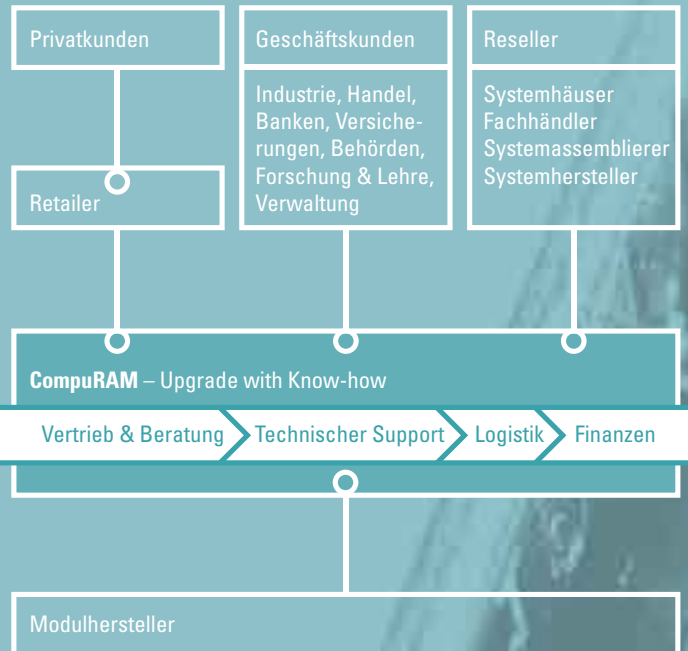 Privatkunden
Retailer
Geschäftskunden
Industrie, Handel,
Banken, Versiche-
rungen, Behörden,
Forschung & Lehre,
Verwaltung
Reseller
Systemhäuser
Fachhändler
Systemassemblierer
Systemhersteller
CompuRAM – Upgrade with Know-how
Vertrieb & Beratung Technischer Support Logistik Finanzen
Modulhersteller